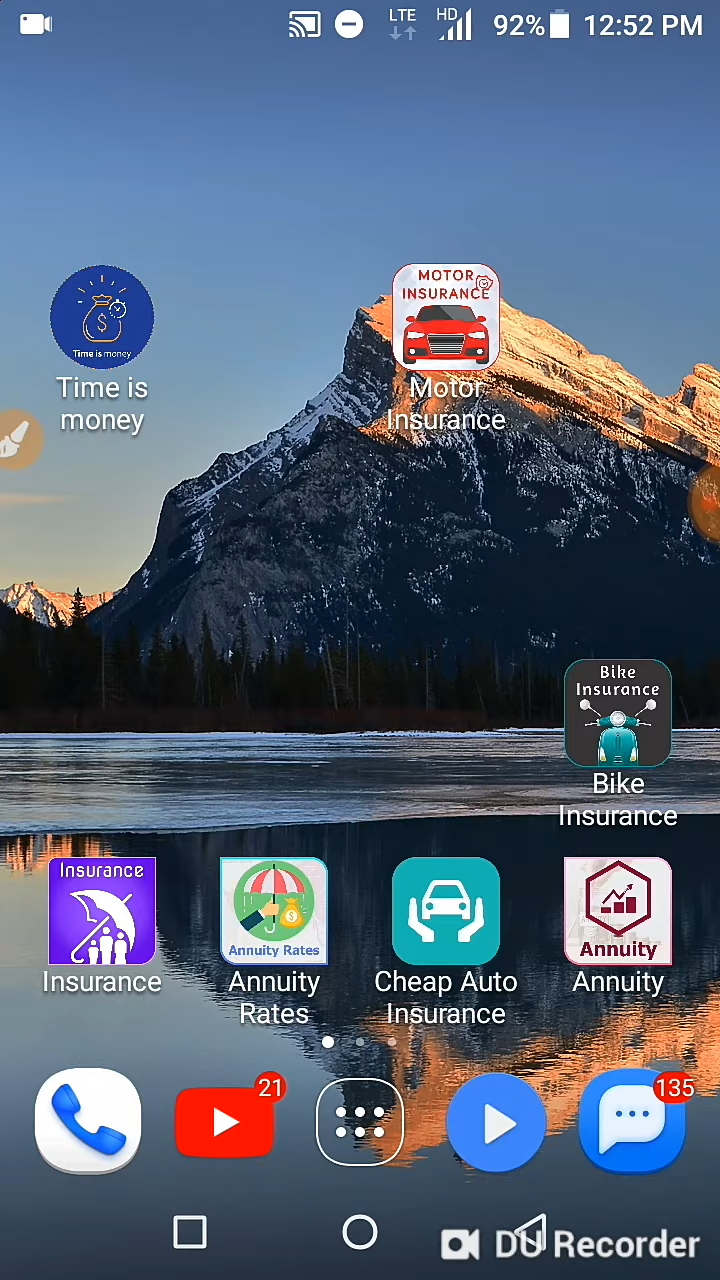 LTE HD 92% 12:52 PM
Time is money
MOTOR
INSURANCE
Time is
money
Motor
Insurance
Bike
Insurance
Bike
Insurance
Insurance
Annuity Rates
Annuity
Insurance
Annuity
Rates
Cheap Auto
Insurance
Annuity
21
135
DU Recorder